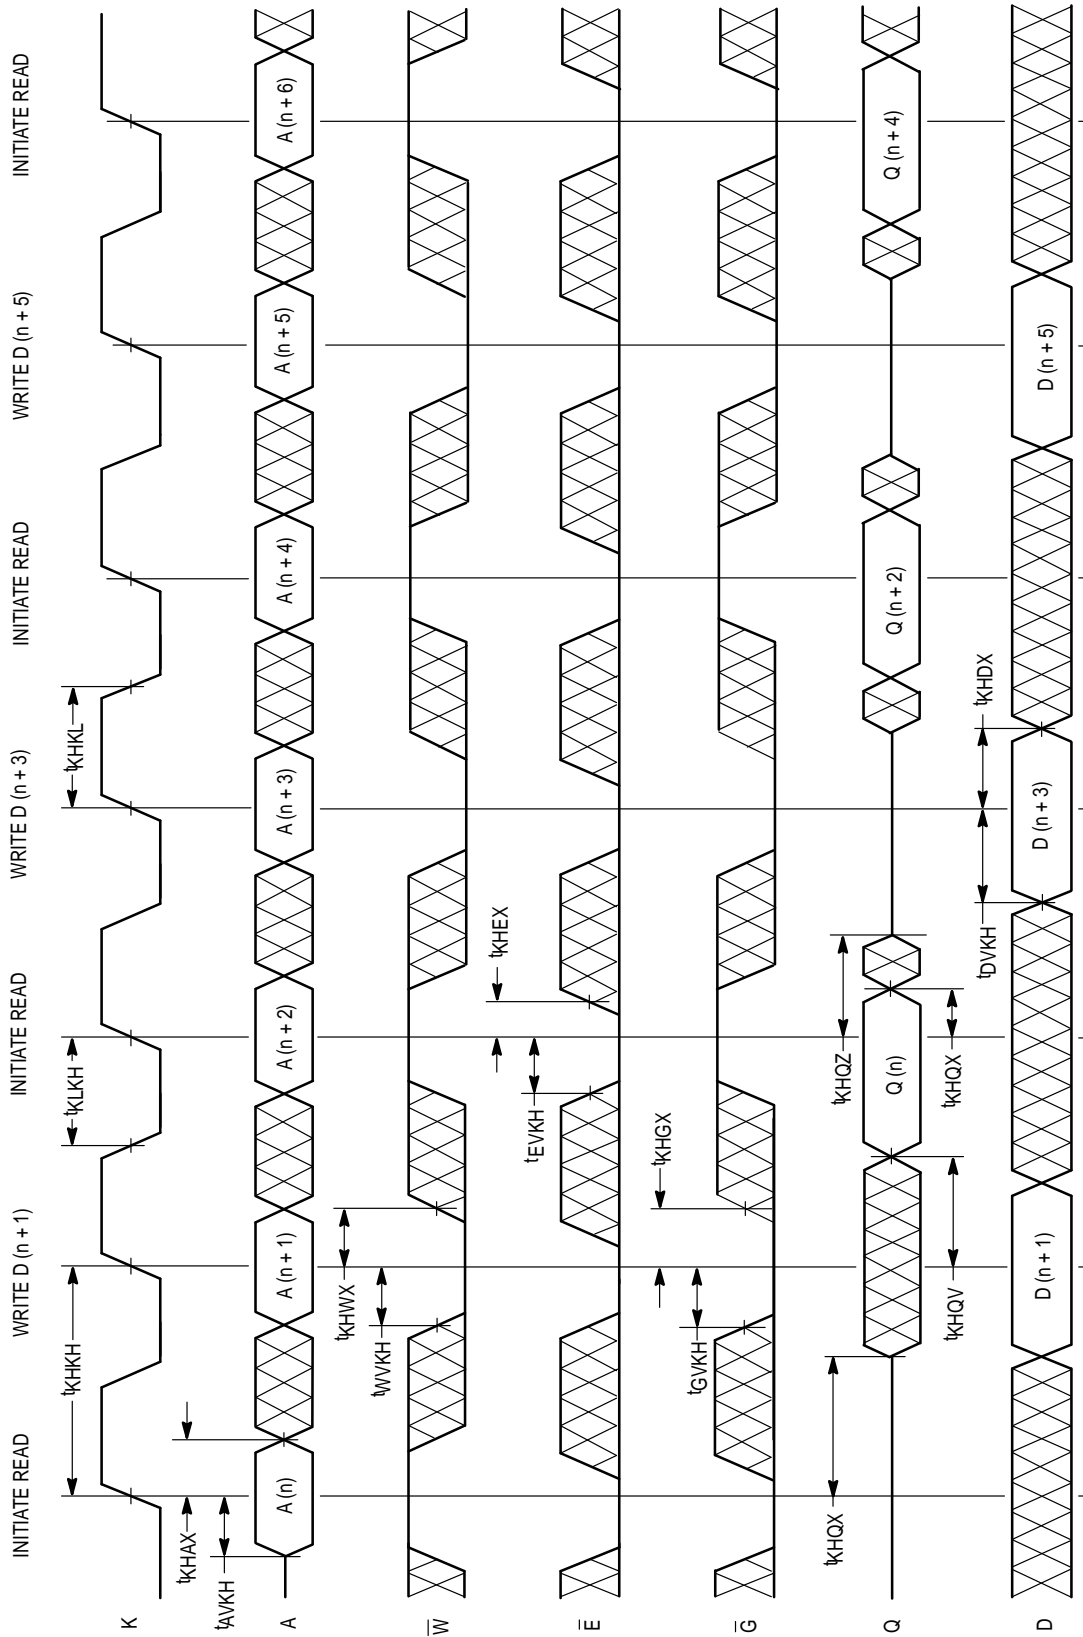 INITIATE READ
WRITE D (n + 1)
INITIATE READ
WRITE D (n + 3)
INITIATE READ
WRITE D (n + 5)
INITIATE READ
tKHKH
tKLKH
tKHKL
K
tKHAX
tAVKH
A
A (n)
A (n + 1)
A (n + 2)
A (n + 3)
A (n + 4)
A (n + 5)
A (n + 6)
tKHWX
tWVKH
W
tKHEX
tEVKH
E
tKHGX
tGVKH
G
tKHQX
tKHQZ
Q
Q (n)
Q (n + 2)
Q (n + 4)
tKHQV
tKHQX
tDVKH
tKHDX
D
D (n + 1)
D (n + 3)
D (n + 5)